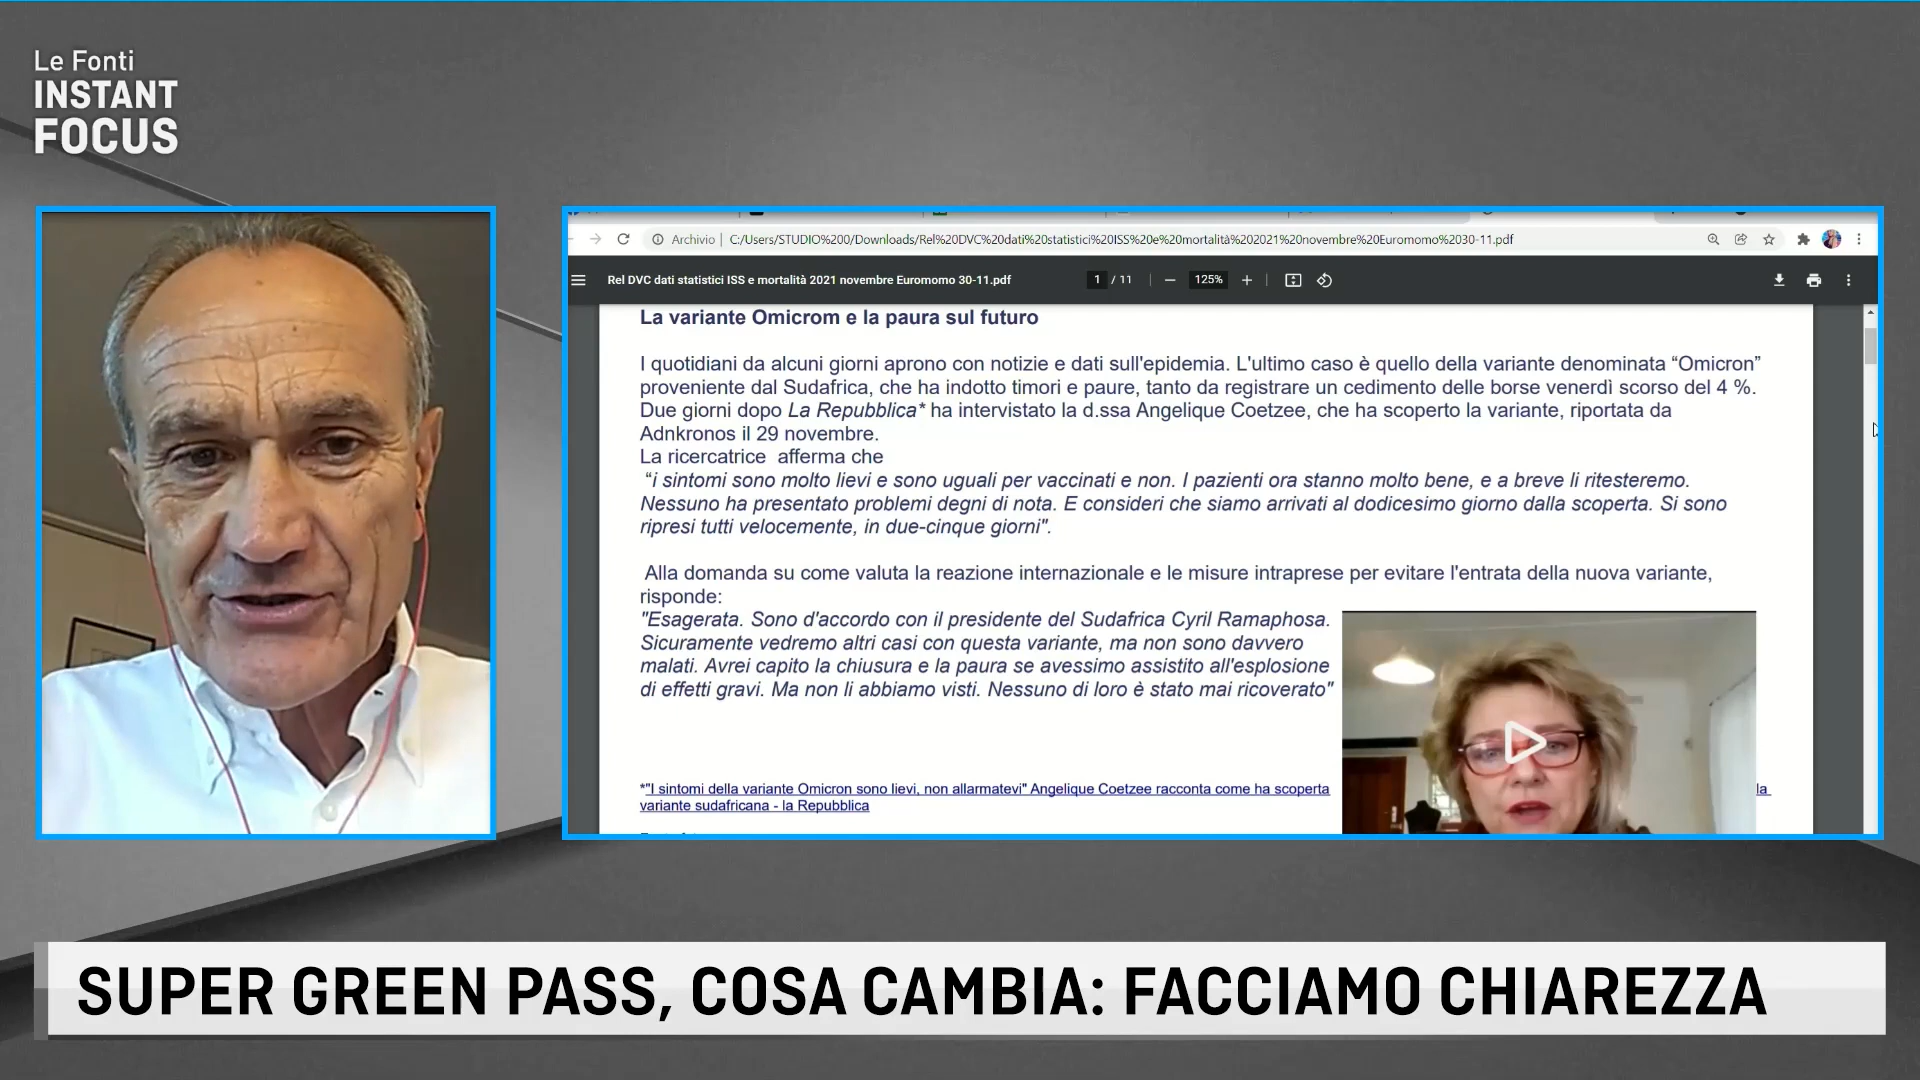 Le Fonti
INSTANT
FOCUS
Archivio | C:/Users/STUDIO%200/Downloads/Rel%20DVC%20dati%20statistici%20ISS%20e%20mortalità%202021%20novembre%20Euromomo%2030-11.pdf
Rel DVC dati statistici ISS e mortalità 2021 novembre Euromomo 30-11.pdf
1 / 11
125%
La variante Omicrom e la paura sul futuro
I quotidiani da alcuni giorni aprono con notizie e dati sull'epidemia. L'ultimo caso è quello della variante denominata “Omicron”
proveniente dal Sudafrica, che ha indotto timori e paure, tanto da registrare un cedimento delle borse venerdì scorso del 4 %.
Due giorni dopo La Repubblica* ha intervistato la d.ssa Angelique Coetzee, che ha scoperto la variante, riportata da
Adnkronos il 29 novembre.
La ricercatrice afferma che
“i sintomi sono molto lievi e sono uguali per vaccinati e non. I pazienti ora stanno molto bene, e a breve li ritesteremo.
Nessuno ha presentato problemi degni di nota. E consideri che siamo arrivati al dodicesimo giorno dalla scoperta. Si sono
ripresi tutti velocemente, in due-cinque giorni".
Alla domanda su come valuta la reazione internazionale e le misure intraprese per evitare l'entrata della nuova variante,
risponde:
"Esagerata. Sono d'accordo con il presidente del Sudafrica Cyril Ramaphosa.
Sicuramente vedremo altri casi con questa variante, ma non sono davvero
malati. Avrei capito la chiusura e la paura se avessimo assistito all'esplosione
di effetti gravi. Ma non li abbiamo visti. Nessuno di loro è stato mai ricoverato"
*"I sintomi della variante Omicron sono lievi, non allarmatevi" Angelique Coetzee racconta come ha scoperta la
variante sudafricana - la Repubblica
SUPER GREEN PASS, COSA CAMBIA: FACCIAMO CHIAREZZA